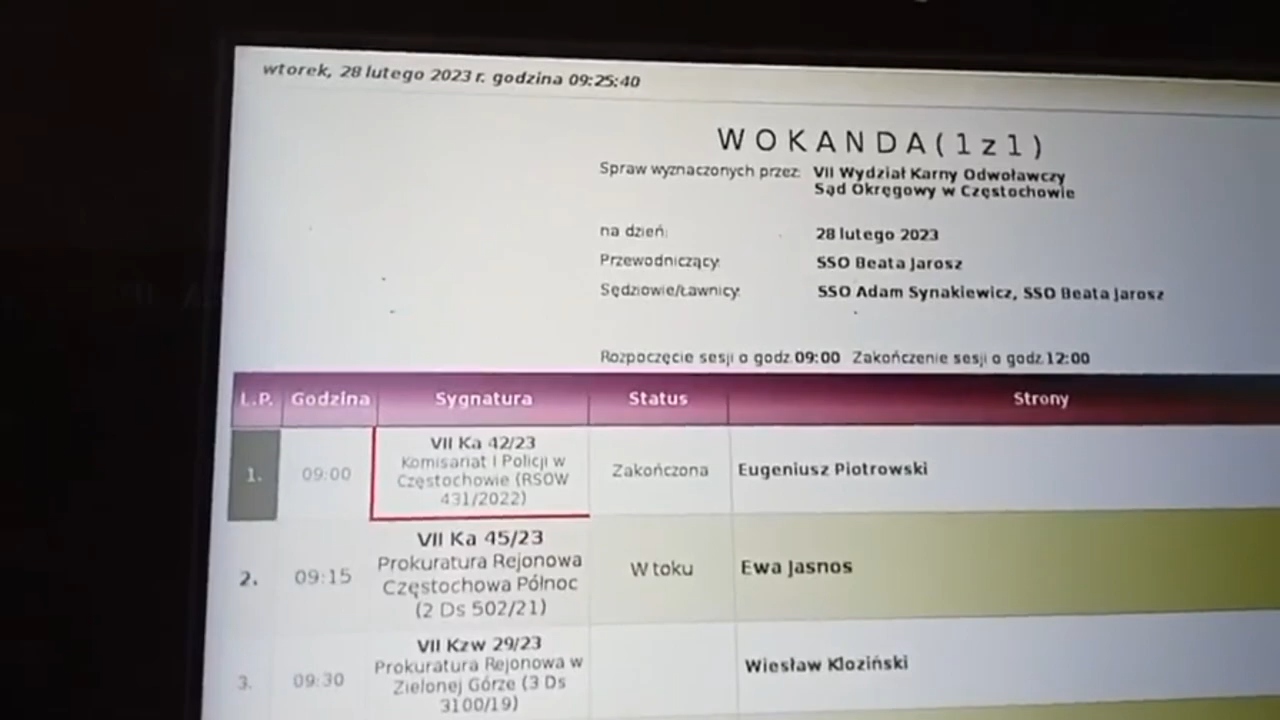 wtorek, 28 lutego 2023 r. godzina 09:25:40
WOKANDA(1 z 1)
Spraw wyznaczonych przez: VII Wydział Karny Odwoławczy
Sąd Okręgowy w Częstochowie
na dzień: 28 lutego 2023
Przewodniczący: SSO Beata Jarosz
Sędziowie/Ławnicy: SSO Adam Synakiewicz, SSO Beata Jarosz
Rozpoczęcie sesji o godz. 09:00 Zakończenie sesji o godz. 12:00
L.P. Godzina Sygnatura Status Strony
VII Ka 42/23
Komisariat I Policji w
1. 09:00 Częstochowie (RSOW Zakończona Eugeniusz Piotrowski
431/2022)
VII Ka 45/23
Prokuratura Rejonowa
2. 09:15 Częstochowa Północ W toku Ewa Jasnos
(2 Ds 502/21)
VII Kzw 29/23
Prokuratura Rejonowa w Wiesław Kloziński
3. 09:30 Zielonej Górze (3 Ds
3100/19)